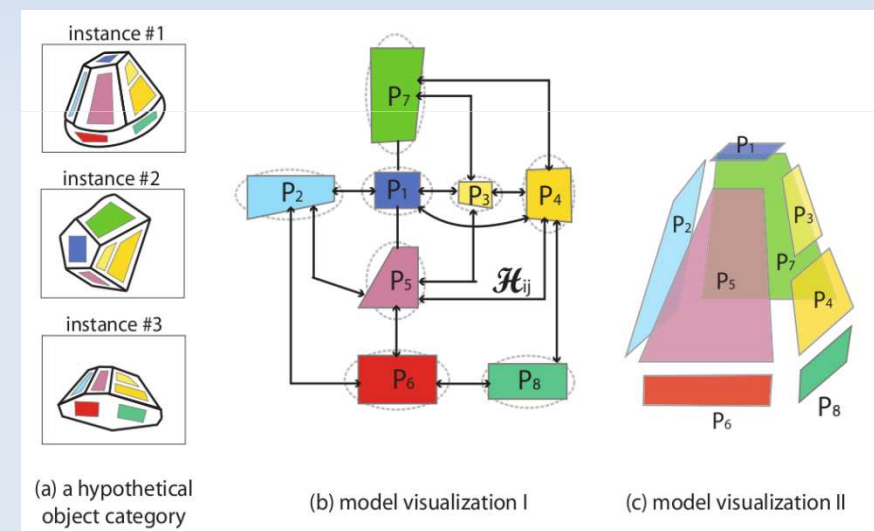 instance #1
instance #2
instance #3
(a) a hypothetical
object category
P7
P2
P1
P3
P4
P5
ℋij
P6
P8
(b) model visualization I
P1
P2
P3
P5
P7
P4
P6
P8
(c) model visualization II